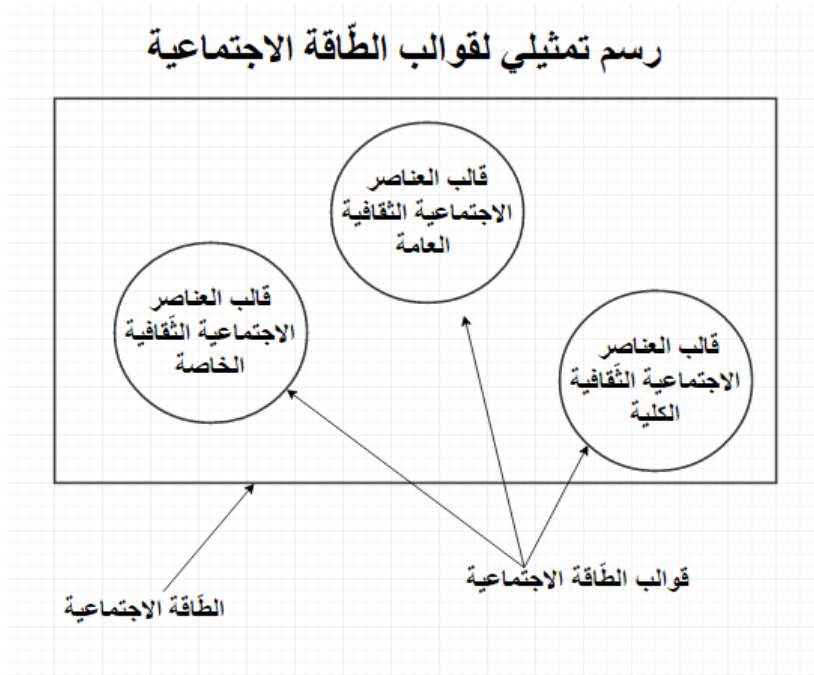 رسم تمثيلي لقوالب الطّاقة الاجتماعية
قالب العناصر
الاجتماعية الثقافية
العامة
قالب العناصر
الاجتماعية الثّقافية
الخاصة
قالب العناصر
الاجتماعية الثّقافية
الكلية
قوالب الطّاقة الاجتماعية
الطّاقة الاجتماعية